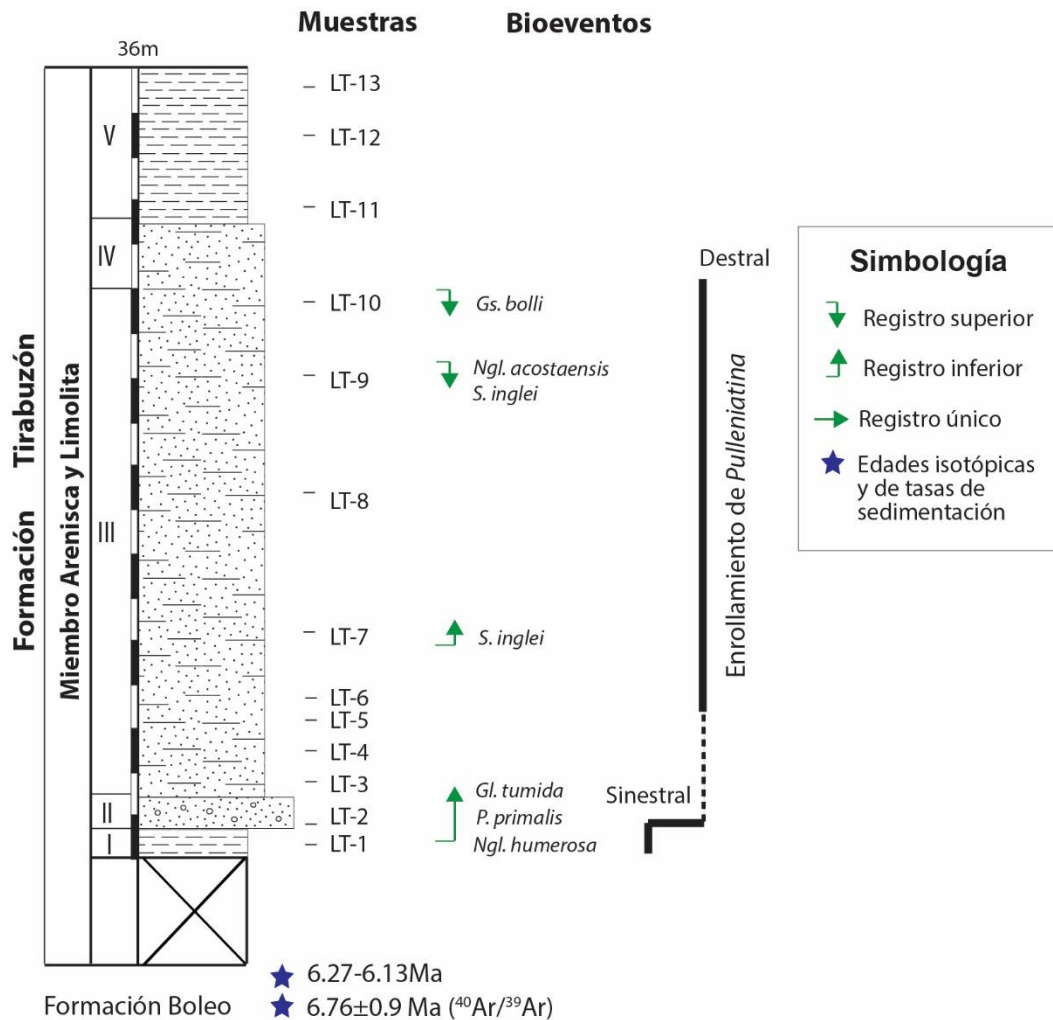 Muestras
Bioeventos
36m
Formación Tirabuzón
Miembro Arenisca y Limolita
V
IV
III
II
I
LT-13
LT-12
LT-11
LT-10
LT-9
LT-8
LT-7
LT-6
LT-5
LT-4
LT-3
LT-2
LT-1
Gs. bolli
Ngl. acostaensis
S. inglei
S. inglei
Gl. tumida
P. primalis
Ngl. humerosa
Destral
Sinestral
Enrollamiento de Pulleniatina
Simbología
Registro superior
Registro inferior
Registro único
Edades isotópicas
y de tasas de
sedimentación
6.27-6.13Ma
Formación Boleo
6.76±0.9 Ma (⁴⁰Ar/³⁹Ar)